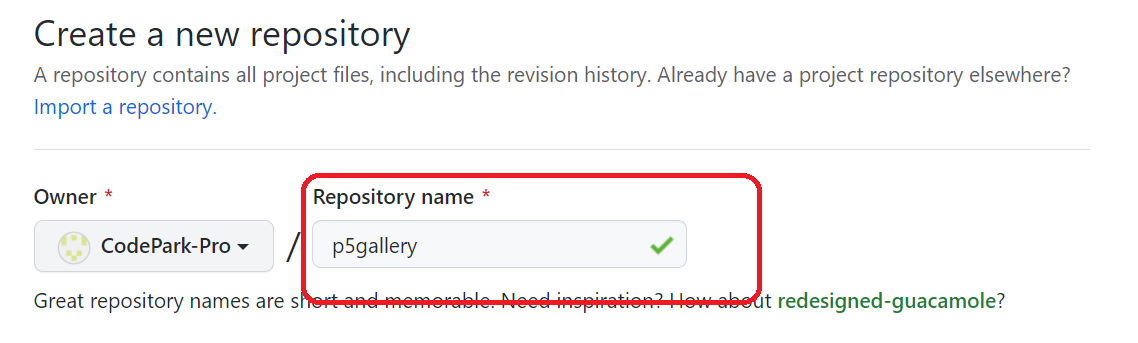 Create a new repository
A repository contains all project files, including the revision history. Already have a project repository elsewhere?
Import a repository.
Owner *
Repository name *
CodePark-Pro
/
p5gallery
Great repository names are short and memorable. Need inspiration? How about redesigned-guacamole?